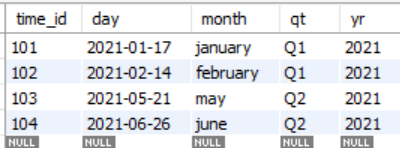 time_id day month qt yr
101 2021-01-17 january Q1 2021
102 2021-02-14 february Q1 2021
103 2021-05-21 may Q2 2021
104 2021-06-26 june Q2 2021
NULL NULL NULL NULL NULL